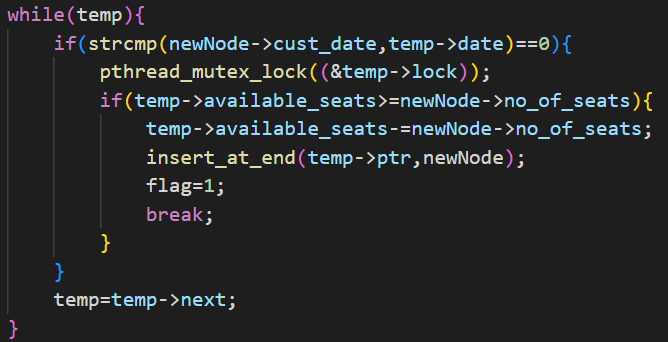 while(temp){
if(strcmp(newNode->cust_date,temp->date)==0){
pthread_mutex_lock((&temp->lock));
if(temp->available_seats>=newNode->no_of_seats){
temp->available_seats-=newNode->no_of_seats;
insert_at_end(temp->ptr,newNode);
flag=1;
break;
}
}
temp=temp->next;
}